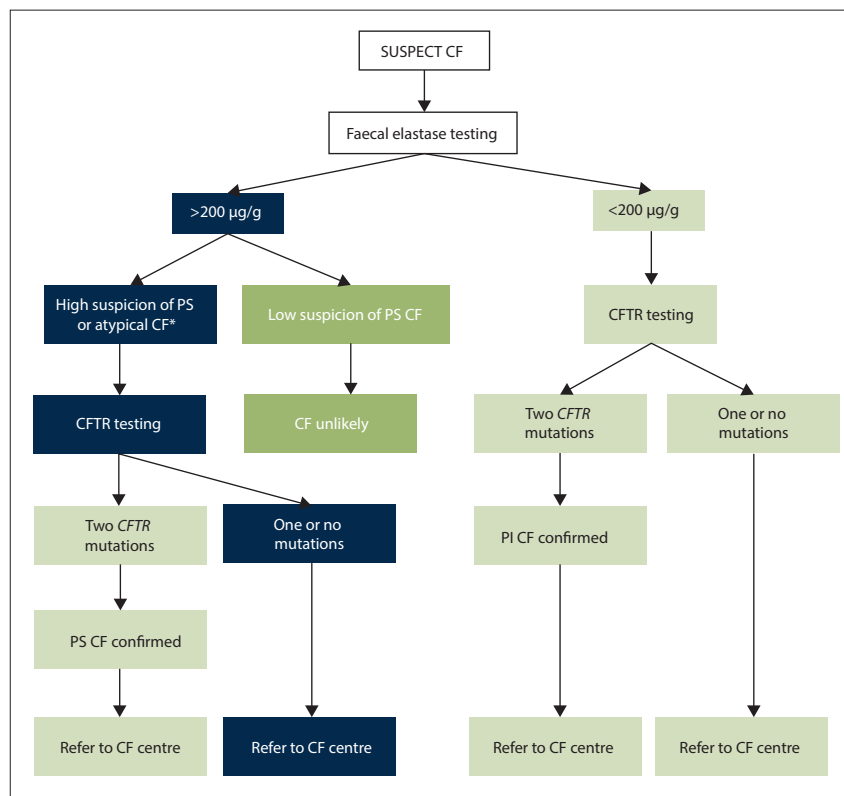 SUSPECT CF
Faecal elastase testing
>200 µg/g
<200 µg/g
High suspicion of PS
or atypical CF*
Low suspicion of PS CF
CFTR testing
CFTR testing
CF unlikely
Two CFTR
mutations
One or no
mutations
Two CFTR
mutations
One or no
mutations
PI CF confirmed
PS CF confirmed
Refer to CF centre
Refer to CF centre
Refer to CF centre
Refer to CF centre